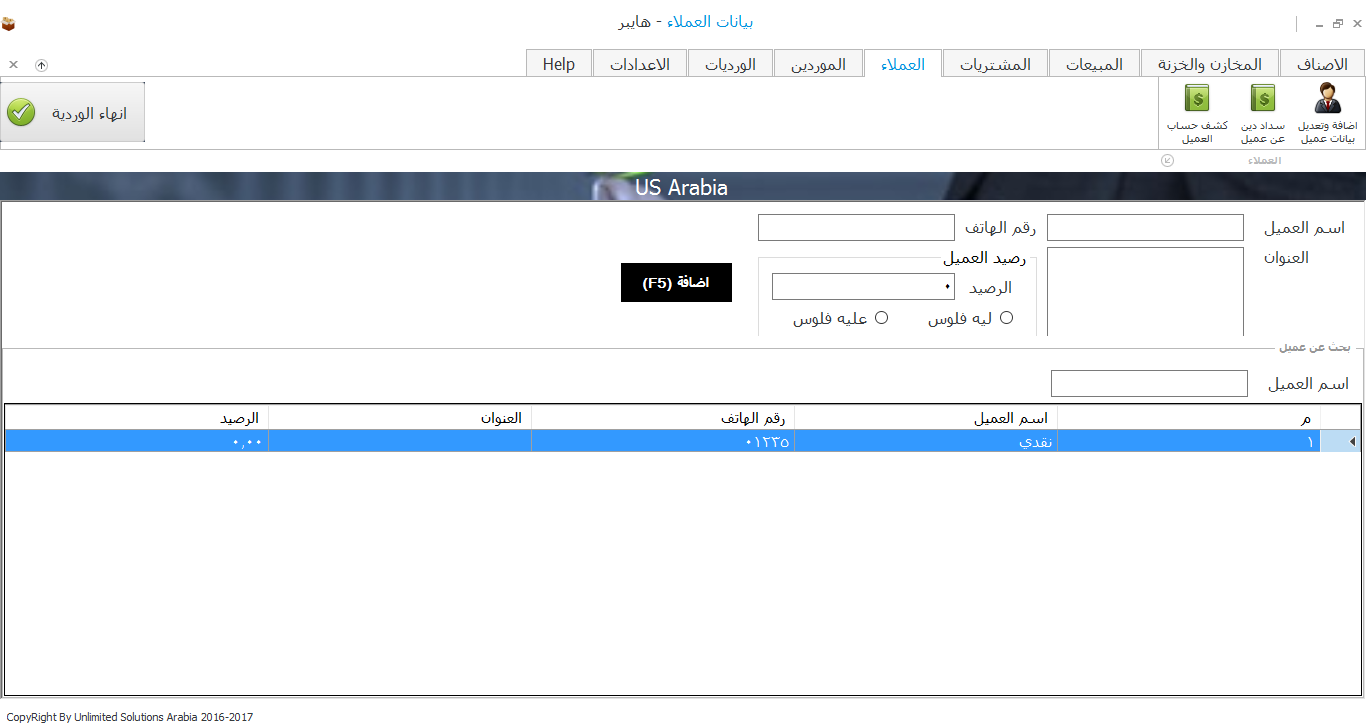 بيانات العملاء - هايبر
الاصناف
المخازن والخزنة
المبيعات
المشتريات
العملاء
الموردين
الورديات
الاعدادات
Help
اضافة وتعديل بيانات عميل
سداد دين عن عميل
كشف حساب العميل
انهاء الوردية
العملاء
US Arabia
اسم العميل
رقم الهاتف
العنوان
رصيد العميل
الرصيد
٠
ليه فلوس
عليه فلوس
اضافة (F5)
بحث عن عميل
اسم العميل
م اسم العميل رقم الهاتف العنوان الرصيد
١ نقدي ٠١٢٣٥ ٠,٠٠
CopyRight By Unlimited Solutions Arabia 2016-2017